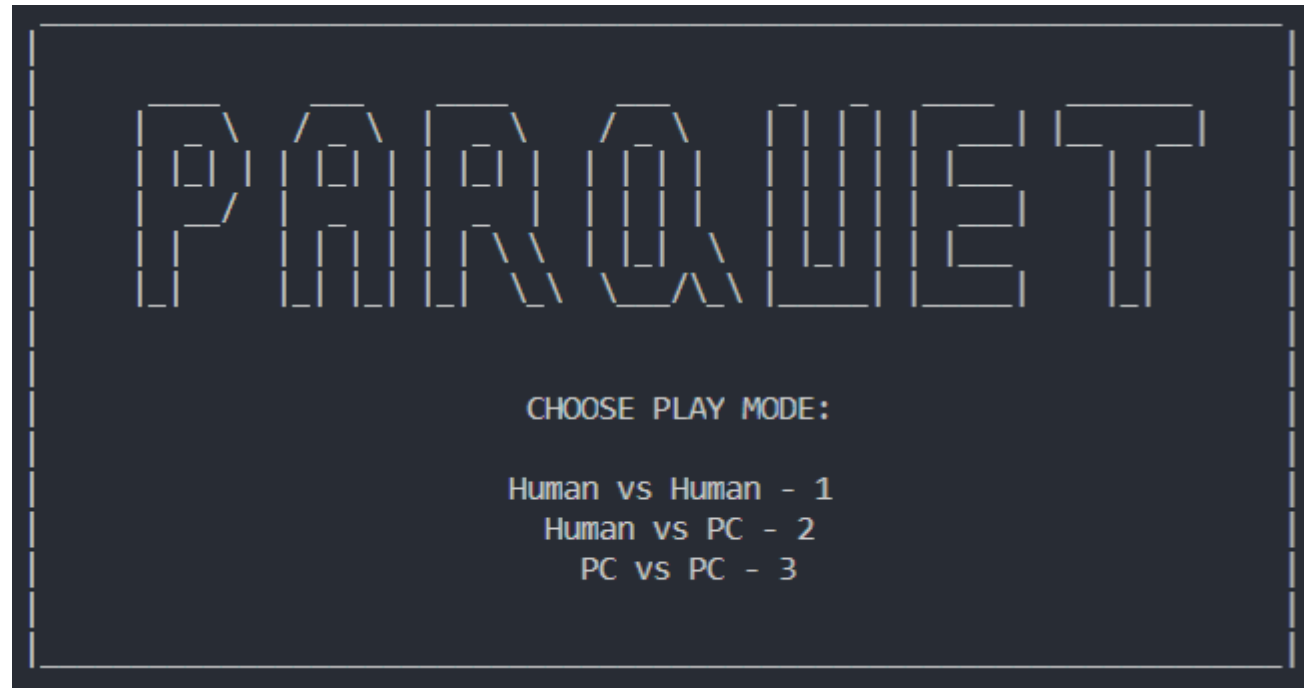 PARQUET
CHOOSE PLAY MODE:
Human vs Human - 1
Human vs PC - 2
PC vs PC - 3